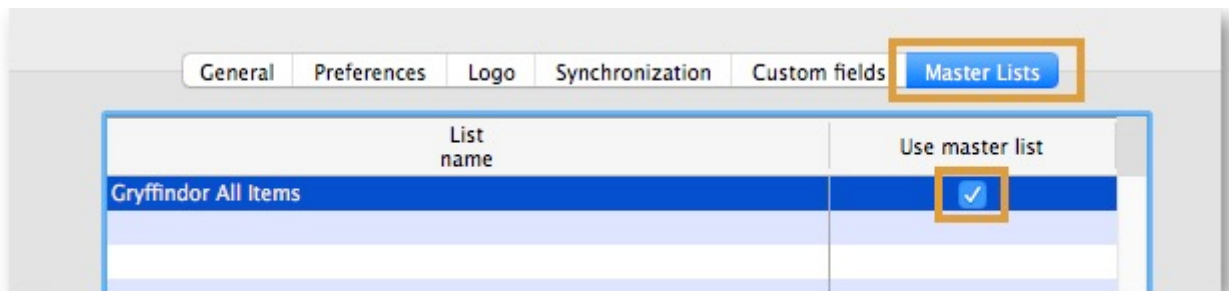 General Preferences Logo Synchronization Custom fields Master Lists
List name Use master list
Gryffindor All Items